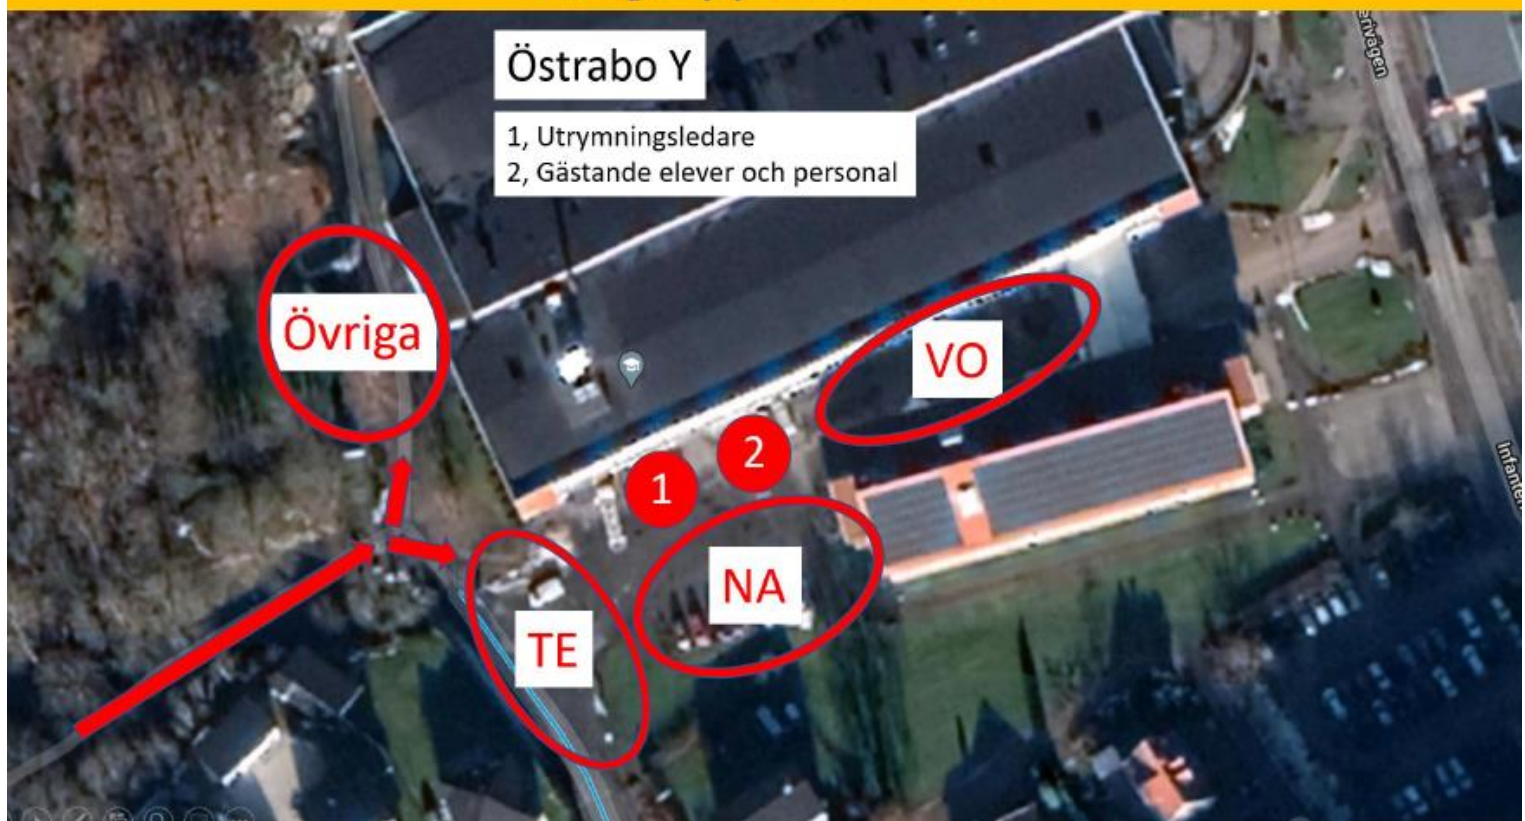 Östrabo Y
1, Utrymningsledare
2, Gästande elever och personal
Övriga
VO
2
1
NA
TE